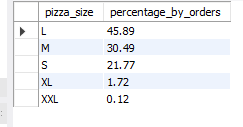 pizza_size percentage_by_orders
L 45.89
M 30.49
S 21.77
XL 1.72
XXL 0.12